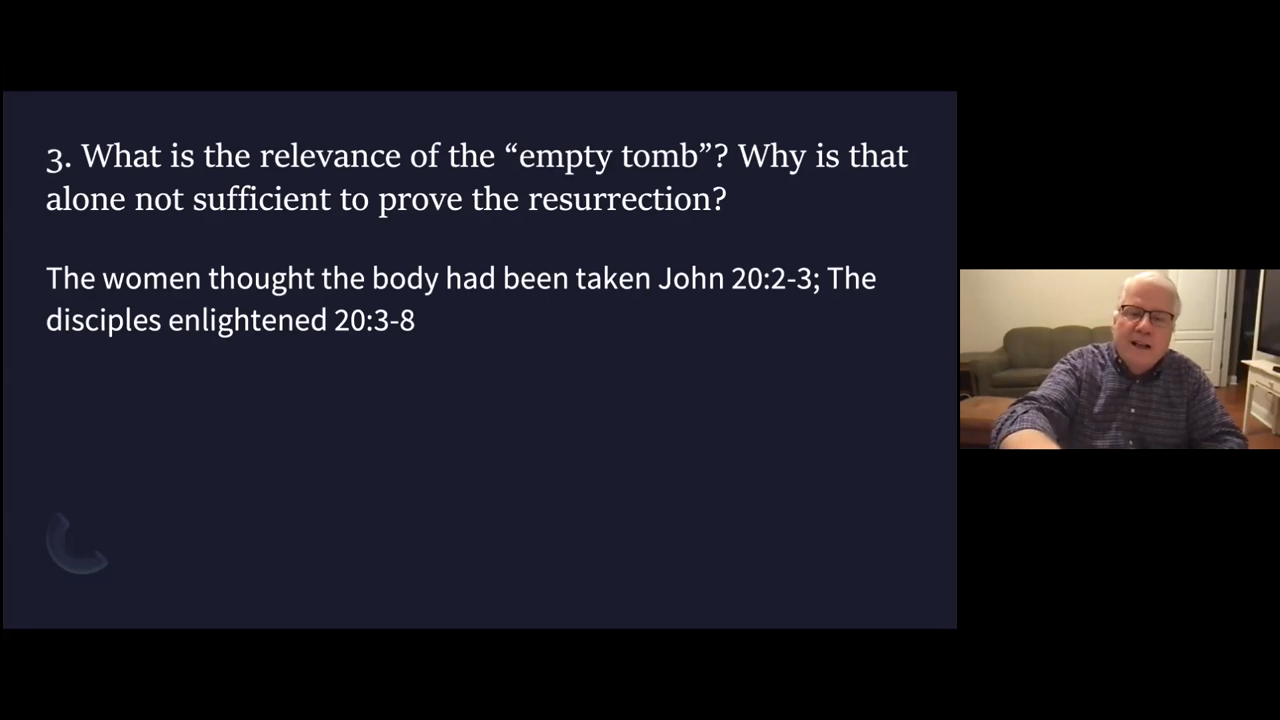 3. What is the relevance of the “empty tomb”? Why is that
alone not sufficient to prove the resurrection?
The women thought the body had been taken John 20:2-3; The
disciples enlightened 20:3-8